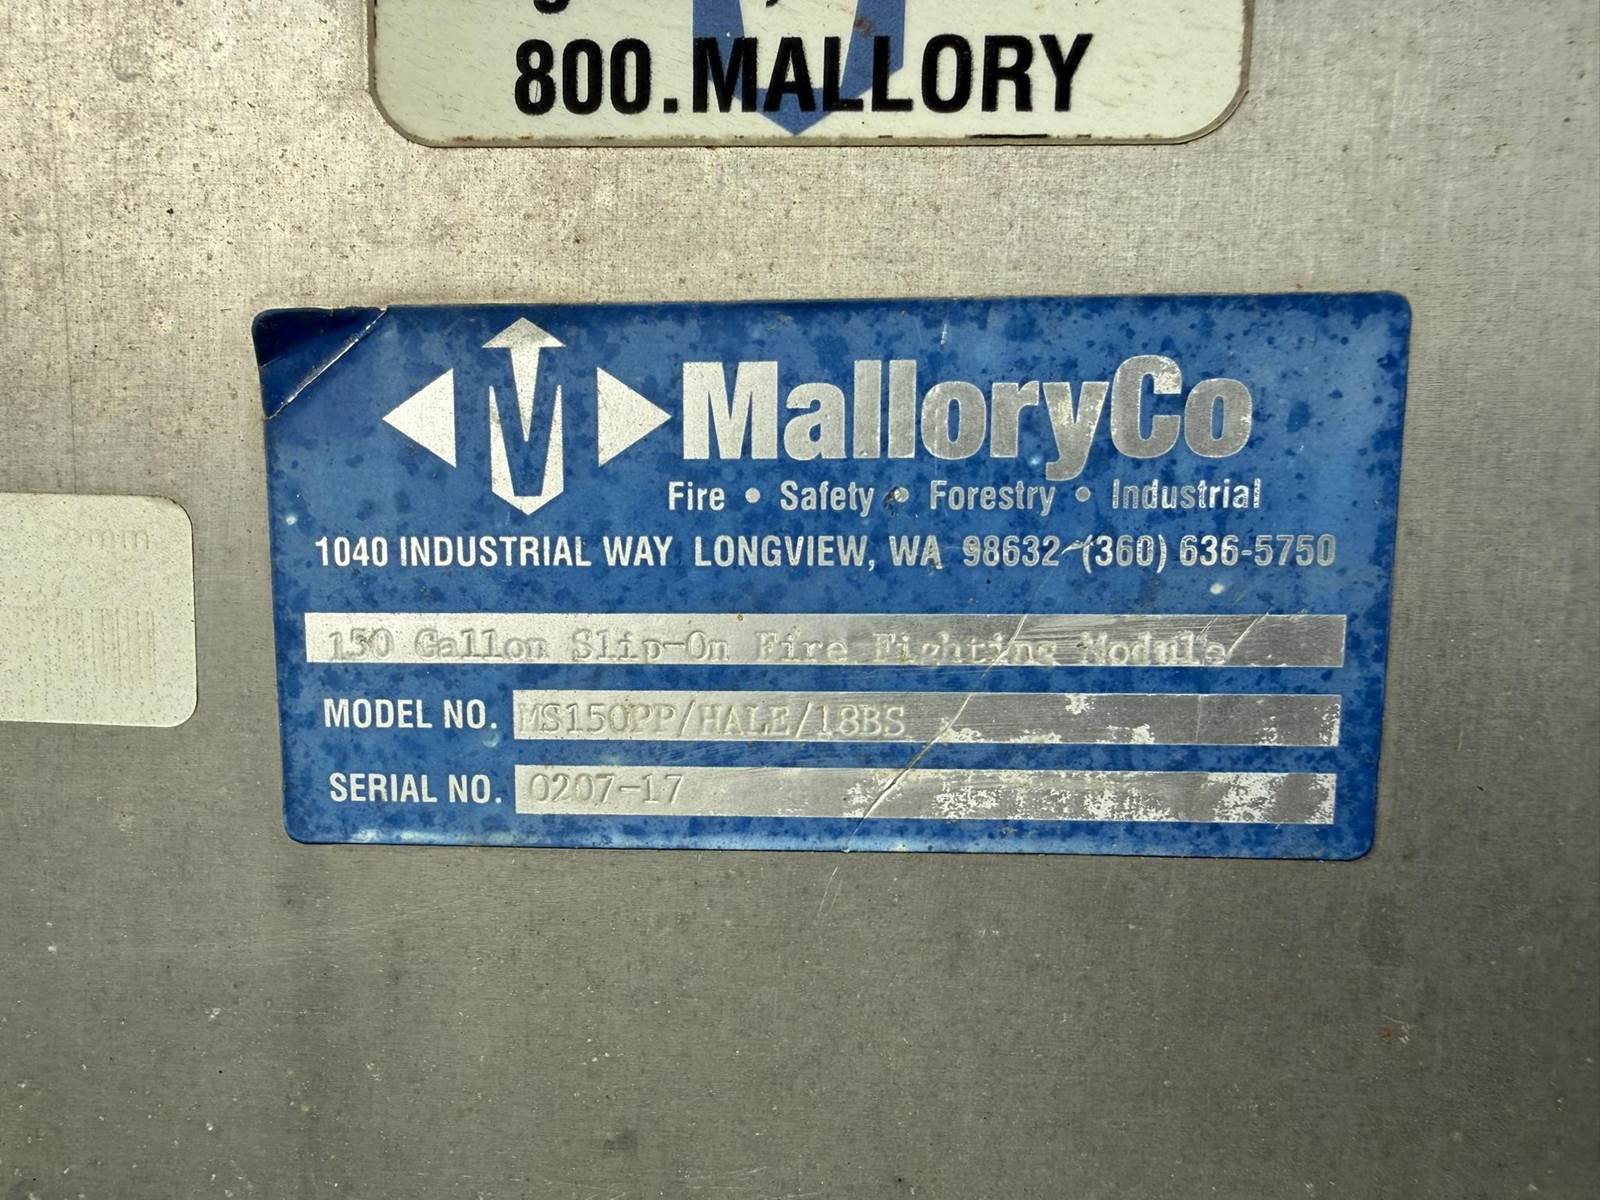 800.MALLORY
MalloryCo
Fire • Safety • Forestry • Industrial
1040 INDUSTRIAL WAY LONGVIEW, WA 98632 (360) 636-5750
150 Gallon Slip-On Fire Fighting Module
MODEL NO. MS150PP/HALE/18BS
SERIAL NO. 0207-17